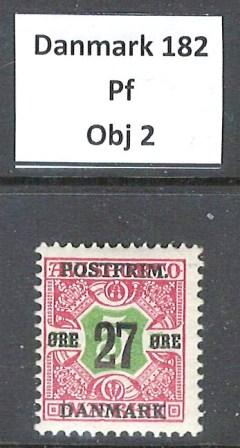 Danmark 182
Pf
Obj 2
POSTFRIM.
ØRE 27 ØRE
DANMARK